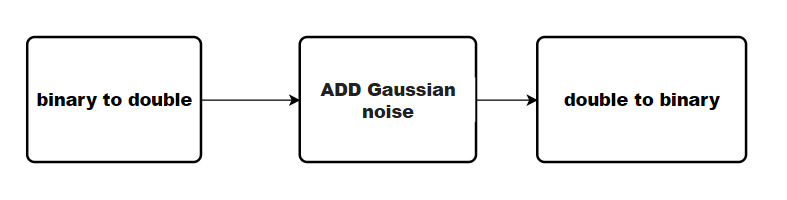 binary to double
ADD Gaussian
noise
double to binary